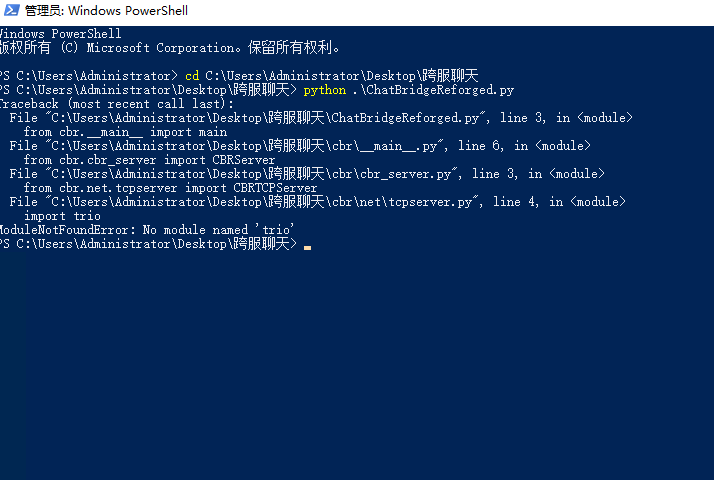 管理员: Windows PowerShell
Windows PowerShell
版权所有 (C) Microsoft Corporation。保留所有权利。
PS C:\Users\Administrator> cd C:\Users\Administrator\Desktop\跨服聊天
PS C:\Users\Administrator\Desktop\跨服聊天> python .\ChatBridgeReforged.py
Traceback (most recent call last):
File "C:\Users\Administrator\Desktop\跨服聊天\ChatBridgeReforged.py", line 3, in <module>
from cbr.__main__ import main
File "C:\Users\Administrator\Desktop\跨服聊天\cbr\__main__.py", line 6, in <module>
from cbr.cbr_server import CBRServer
File "C:\Users\Administrator\Desktop\跨服聊天\cbr\cbr_server.py", line 3, in <module>
from cbr.net.tcpserver import CBRTCPServer
File "C:\Users\Administrator\Desktop\跨服聊天\cbr\net\tcpserver.py", line 4, in <module>
import trio
ModuleNotFoundError: No module named 'trio'
PS C:\Users\Administrator\Desktop\跨服聊天>